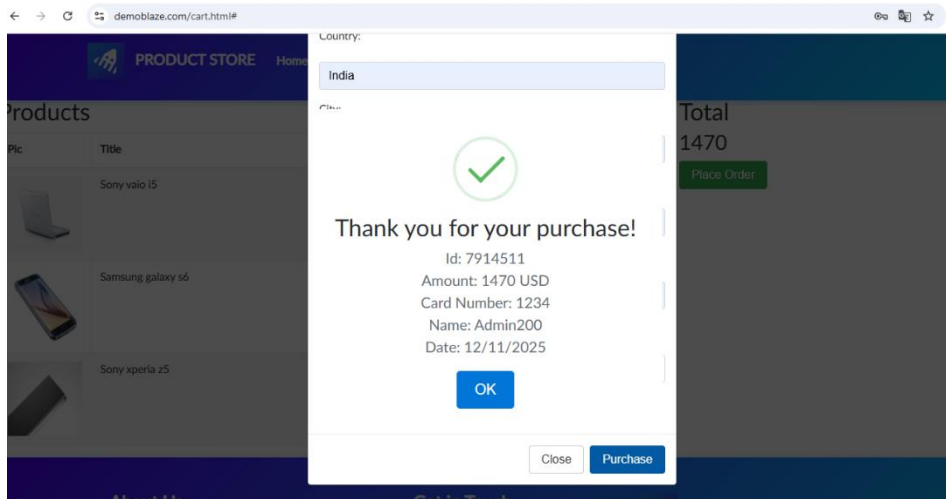 demoblaze.com/cart.html#
PRODUCT STORE Home
Country:
India
City:
Products
Pic Title
Sony vaio i5
Samsung galaxy s6
Sony xperia z5
Total
1470
Place Order
Thank you for your purchase!
Id: 7914511
Amount: 1470 USD
Card Number: 1234
Name: Admin200
Date: 12/11/2025
OK
Close Purchase